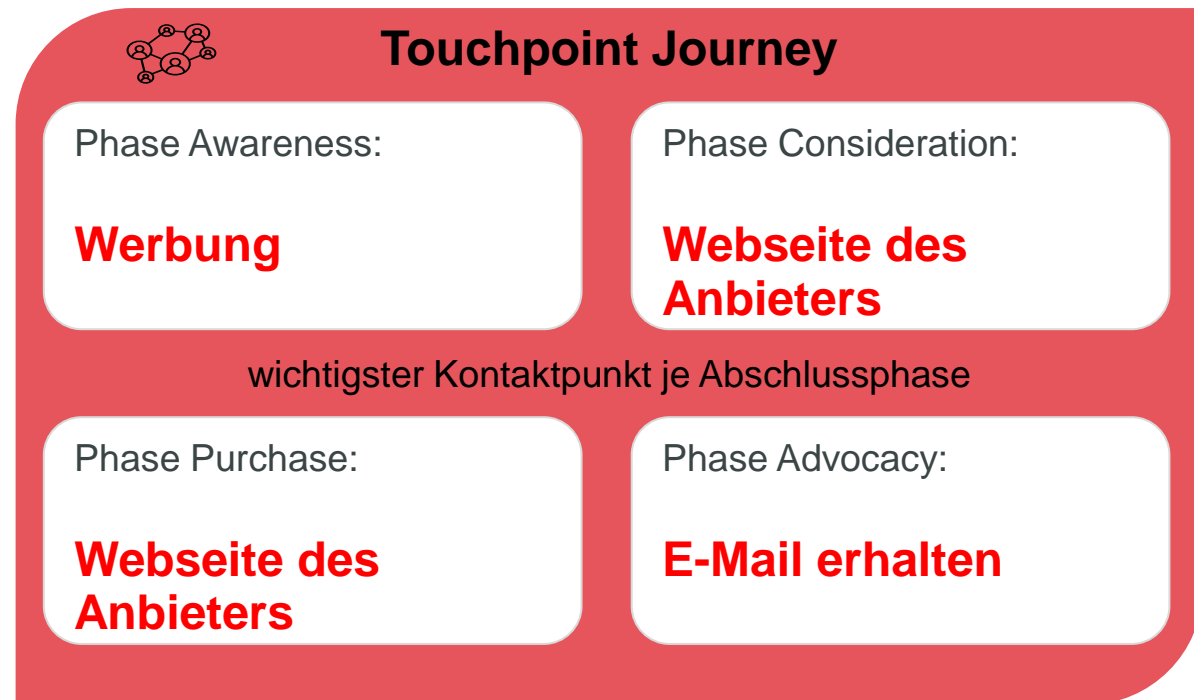 Touchpoint Journey
Phase Awareness:
Werbung
Phase Consideration:
Webseite des
Anbieters
wichtigster Kontaktpunkt je Abschlussphase
Phase Purchase:
Webseite des
Anbieters
Phase Advocacy:
E-Mail erhalten